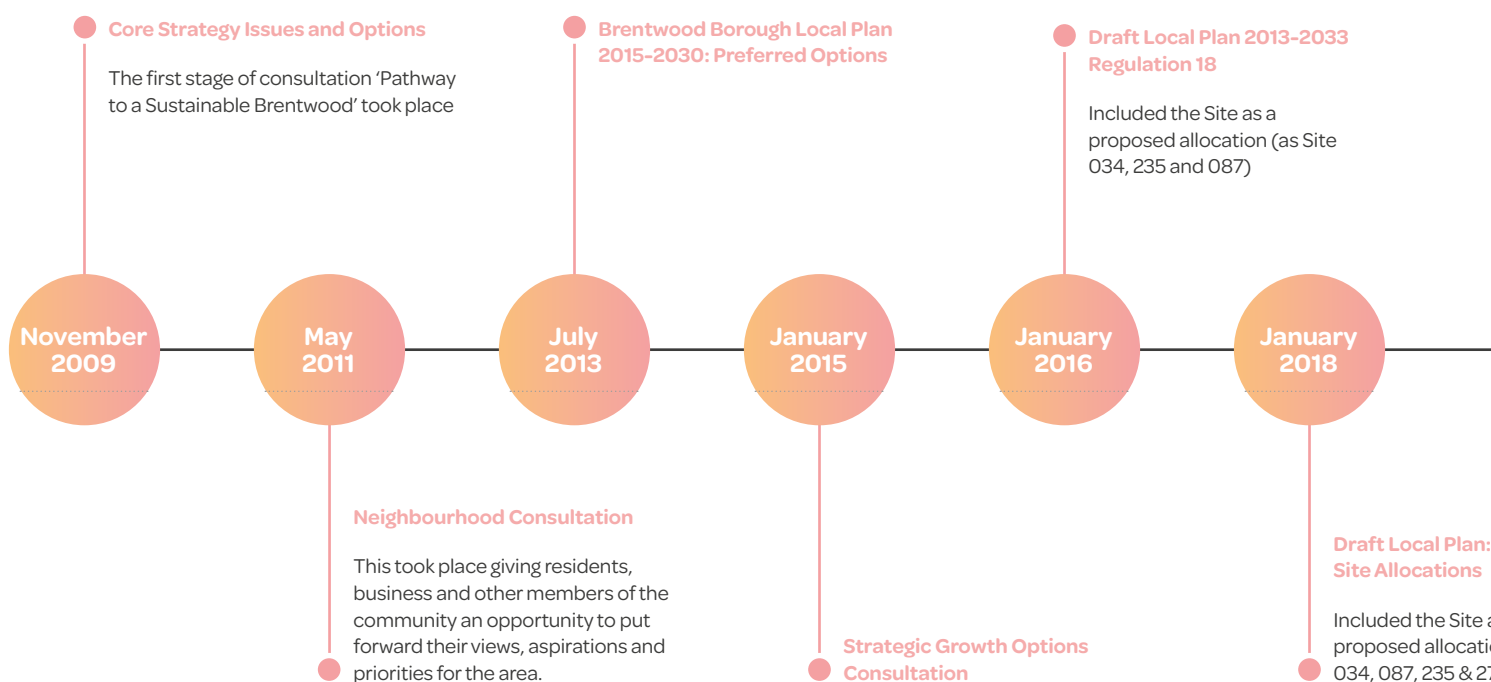 Core Strategy Issues and Options
The first stage of consultation ‘Pathway
to a Sustainable Brentwood’ took place
Brentwood Borough Local Plan
2015-2030: Preferred Options
Draft Local Plan 2013-2033
Regulation 18
Included the Site as a
proposed allocation (as Site
034, 235 and 087)
November
2009
May
2011
July
2013
January
2015
January
2016
January
2018
Neighbourhood Consultation
This took place giving residents,
business and other members of the
community an opportunity to put
forward their views, aspirations and
priorities for the area.
Strategic Growth Options
Consultation
Draft Local Plan:
Site Allocations
Included the Site
proposed
034, 087, 235 &